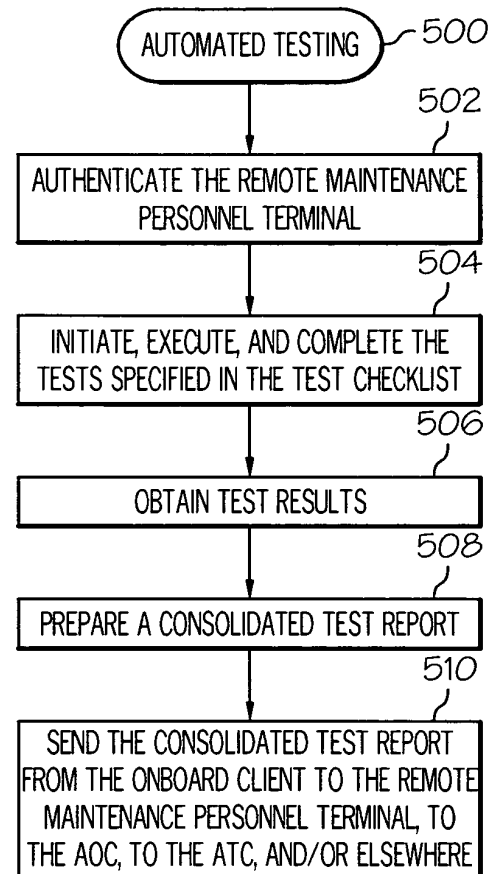 AUTOMATED TESTING
500
502
AUTHENTICATE THE REMOTE MAINTENANCE
PERSONNEL TERMINAL
504
INITIATE, EXECUTE, AND COMPLETE THE
TESTS SPECIFIED IN THE TEST CHECKLIST
506
OBTAIN TEST RESULTS
508
PREPARE A CONSOLIDATED TEST REPORT
510
SEND THE CONSOLIDATED TEST REPORT
FROM THE ONBOARD CLIENT TO THE REMOTE
MAINTENANCE PERSONNEL TERMINAL, TO
THE AOC, TO THE ATC, AND/OR ELSEWHERE